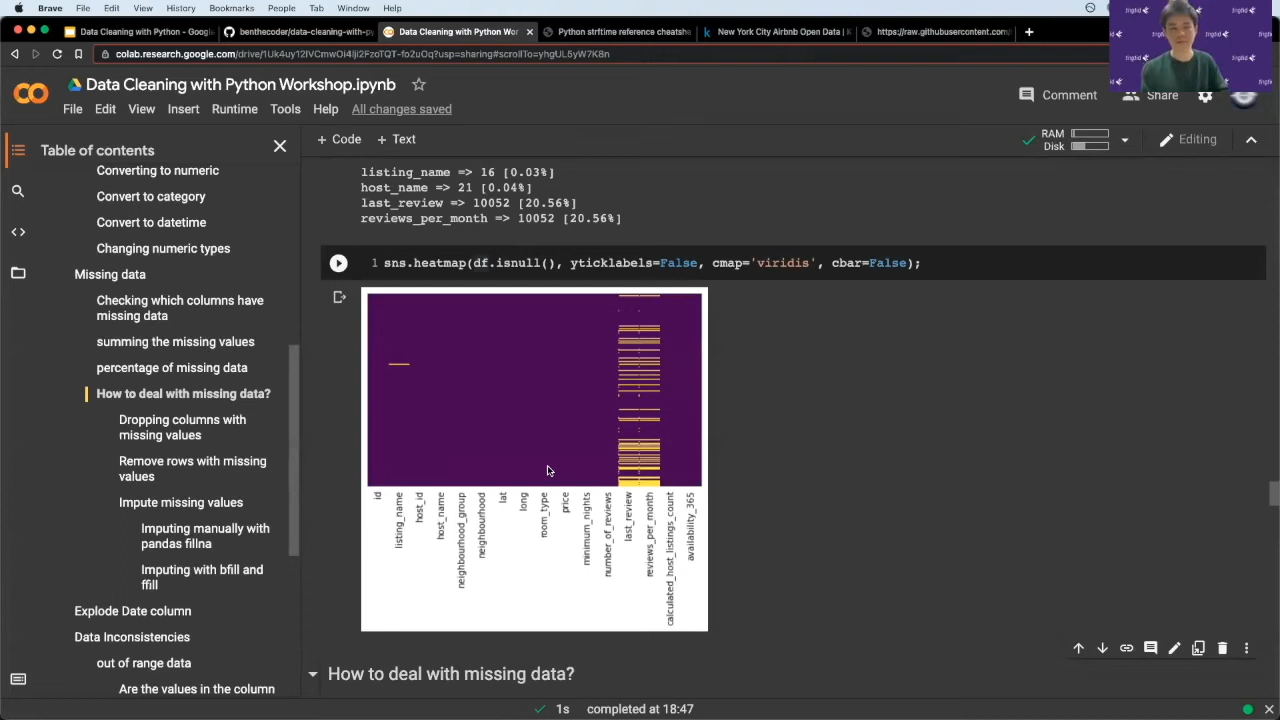 Brave File Edit View History Bookmarks People Tab Window Help
Data Cleaning with Python - Google
benthecoder/data-cleaning-with-py
Data Cleaning with Python Wor
Python strftime reference cheatshe
New York City Airbnb Open Data | K
https://raw.githubusercontent.com
colab.research.google.com/drive/1Uk4uy12IVCmwOi4Iji2FzoTQT-fo2uOq?usp=sharing#scrollTo=yhgUL5yW7K8n
Data Cleaning with Python Workshop.ipynb
Comment
Share
File Edit View Insert Runtime Tools Help All changes saved
+ Code + Text
RAM
Disk
Editing
Table of contents
Converting to numeric
Convert to category
Convert to datetime
Changing numeric types
Missing data
Checking which columns have
missing data
summing the missing values
percentage of missing data
How to deal with missing data?
Dropping columns with
missing values
Remove rows with missing
values
Impute missing values
Imputing manually with
pandas fillna
Imputing with bfill and
ffill
Explode Date column
Data Inconsistencies
out of range data
Are the values in the column
listing_name => 16 [0.03%]
host_name => 21 [0.04%]
last_review => 10052 [20.56%]
reviews_per_month => 10052 [20.56%]
1 sns.heatmap(df.isnull(), yticklabels=False, cmap='viridis', cbar=False);
id
listing_name
host_id
host_name
neighbourhood_group
neighbourhood
lat
long
room_type
price
minimum_nights
number_of_reviews
last_review
reviews_per_month
calculated_host_listings_count
availability_365
How to deal with missing data?
1s completed at 18:47